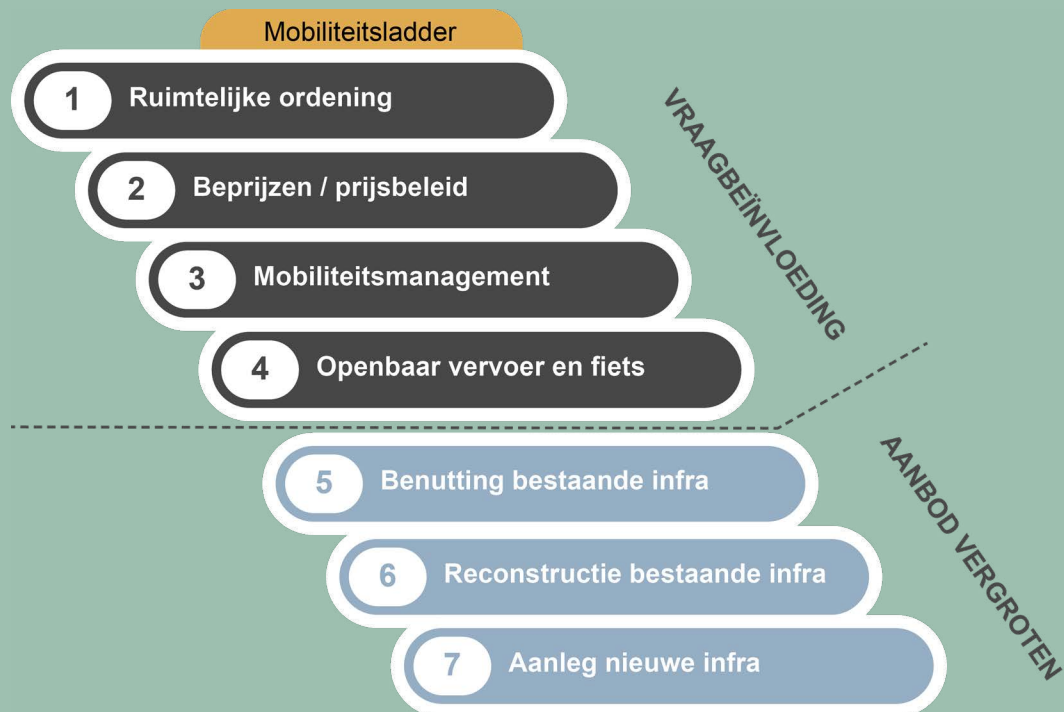 Mobiliteitsladder
1 Ruimtelijke ordening
2 Beprijzen / prijsbeleid
3 Mobiliteitsmanagement
4 Openbaar vervoer en fiets
VRAAGBEÏNVLOEDING
5 Benutting bestaande infra
6 Reconstructie bestaande infra
7 Aanleg nieuwe infra
AANBOD VERGROTEN